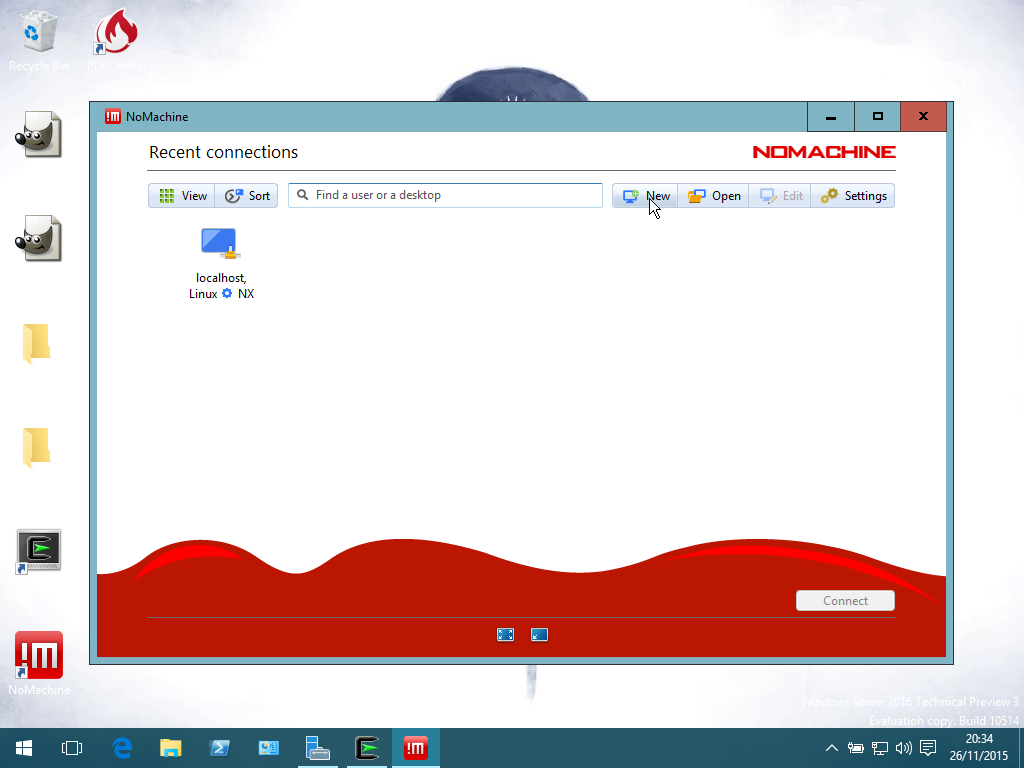 Recycle Bin
PDFCreator
NoMachine
Recent connections
NOMACHINE
View
Sort
Find a user or a desktop
New
Open
Edit
Settings
localhost,
Linux NX
Connect
NoMachine
Windows Server 2016 Technical Preview 3
Evaluation copy. Build 10514
20:34
26/11/2015